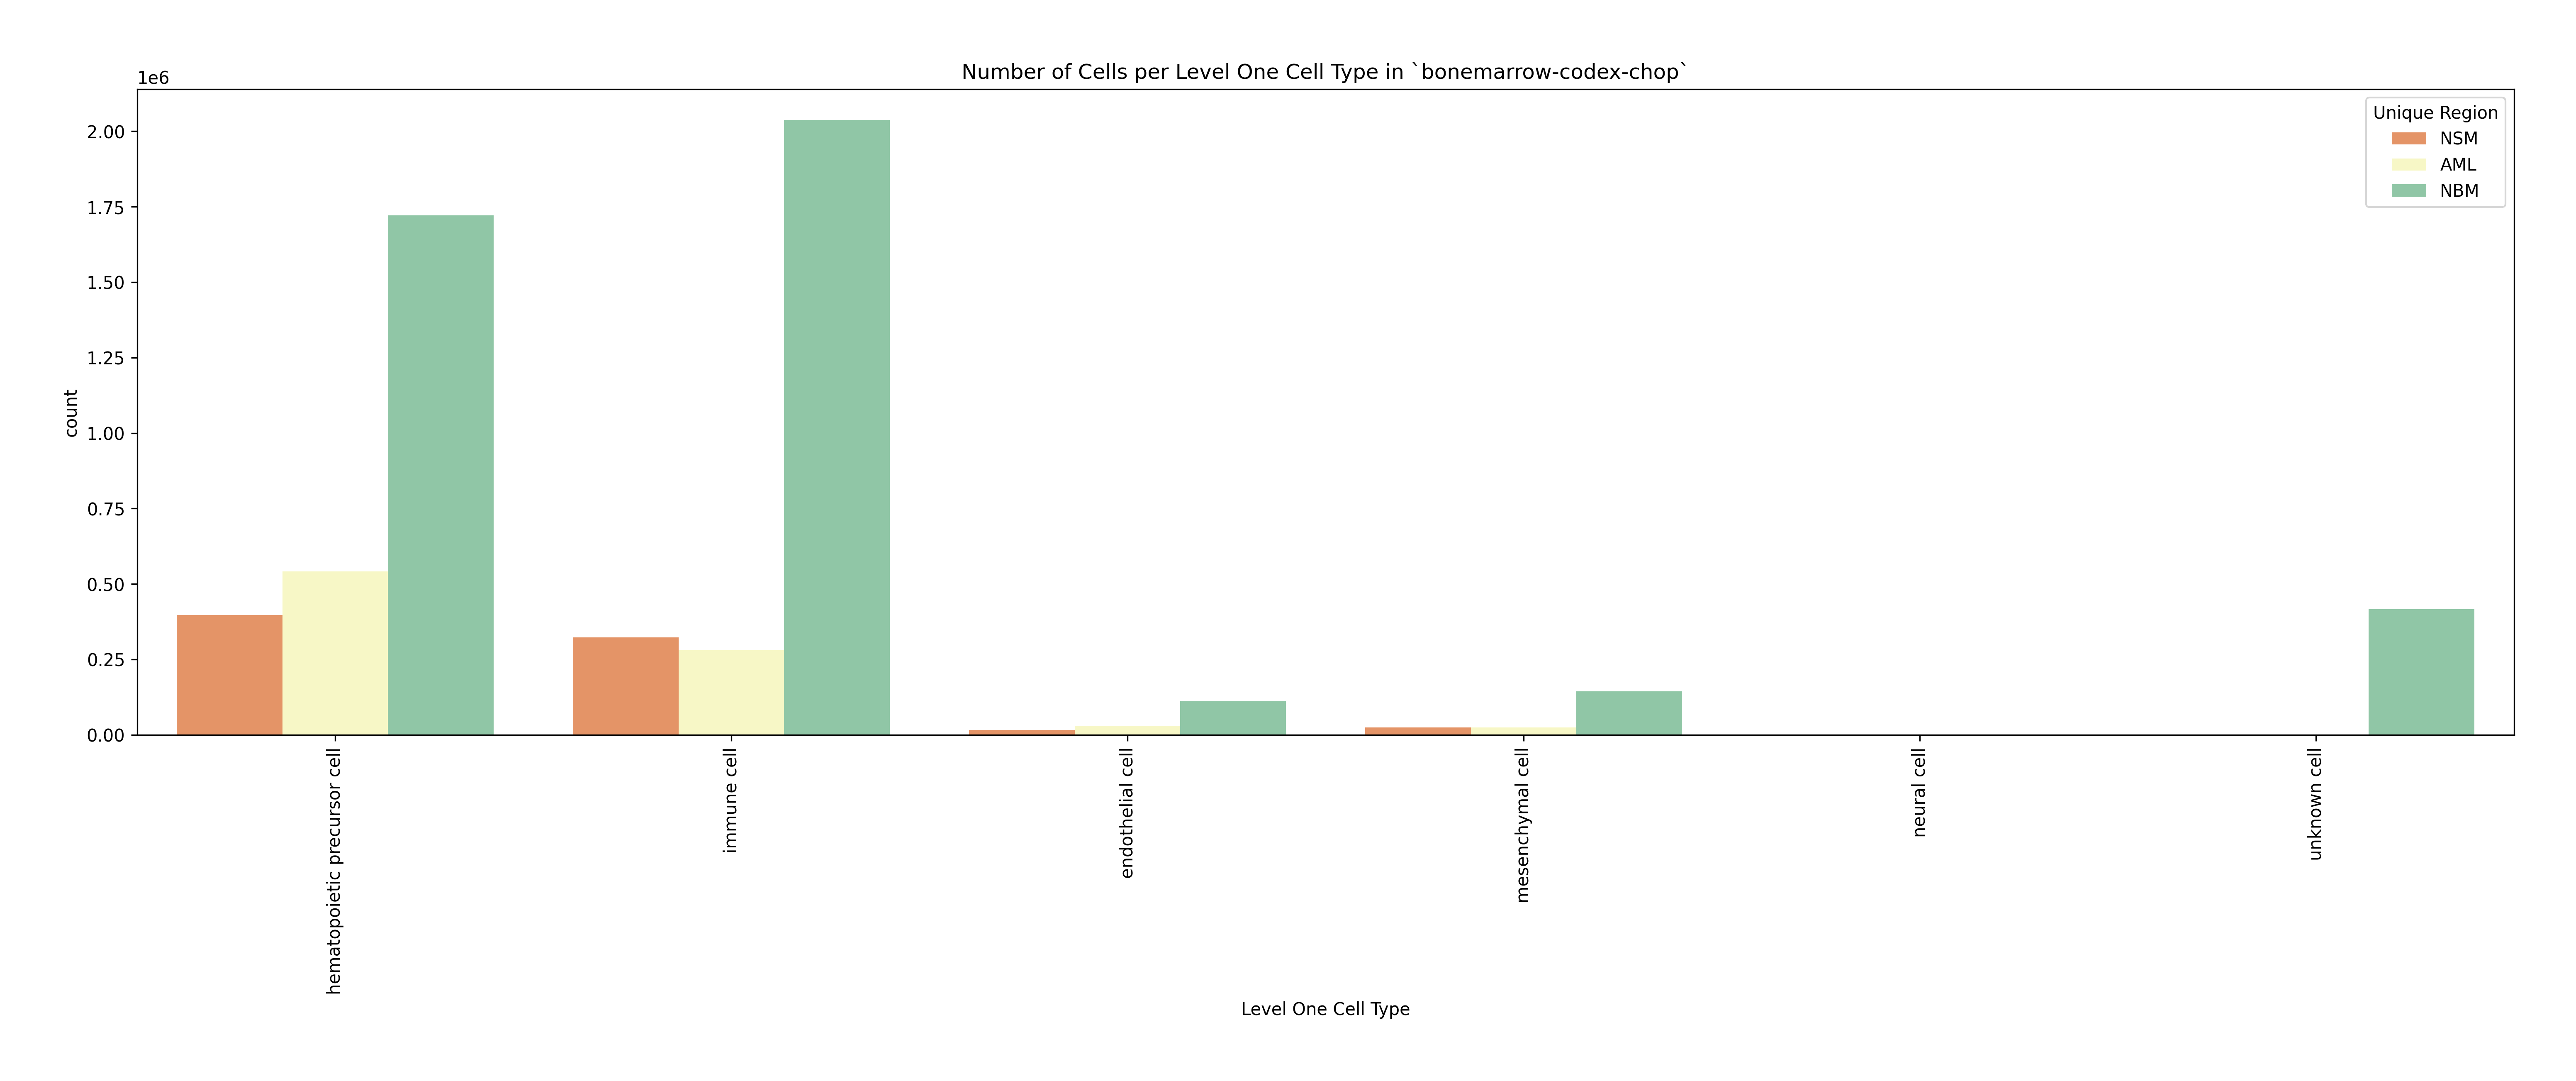 Number of Cells per Level One Cell Type in `bonemarrow-codex-chop`
1e6
2.00
1.75
1.50
1.25
1.00
0.75
0.50
0.25
0.00
count
Unique Region
NSM
AML
NBM
hematopoietic precursor cell
immune cell
endothelial cell
mesenchymal cell
neural cell
unknown cell
Level One Cell Type